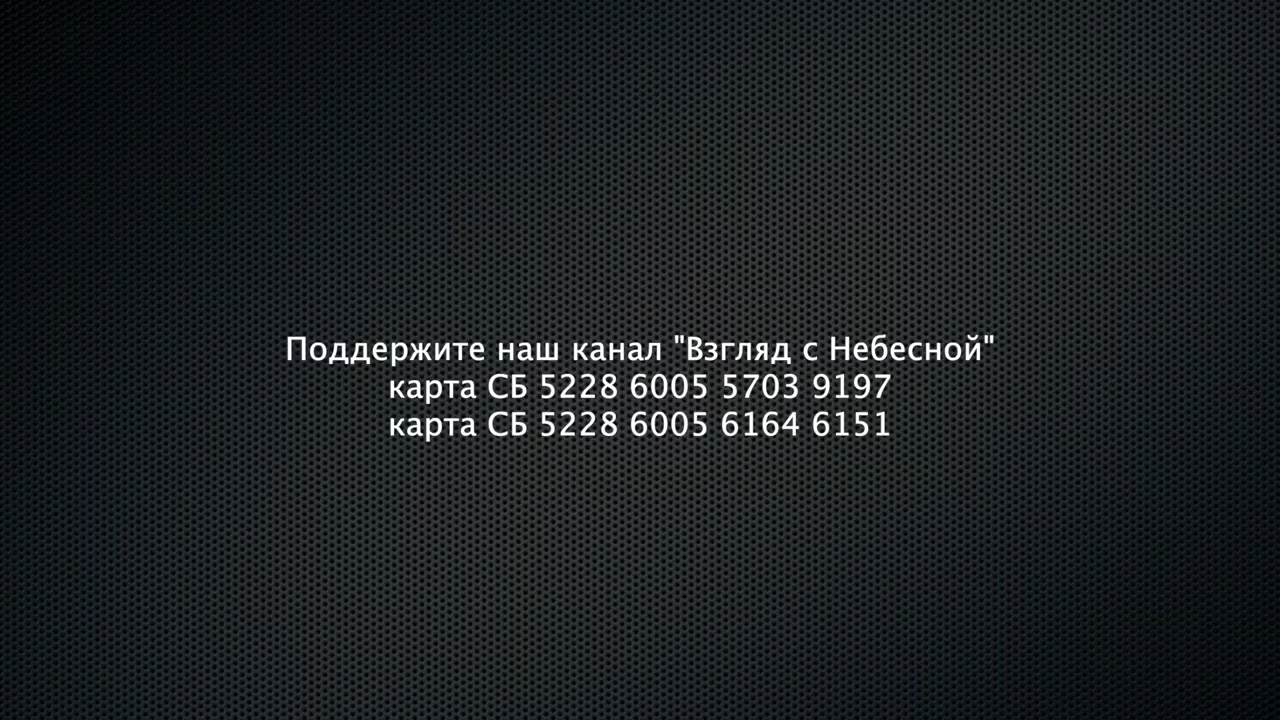 Поддержите наш канал "Взгляд с Небесной"
карта СБ 5228 6005 5703 9197
карта СБ 5228 6005 6164 6151